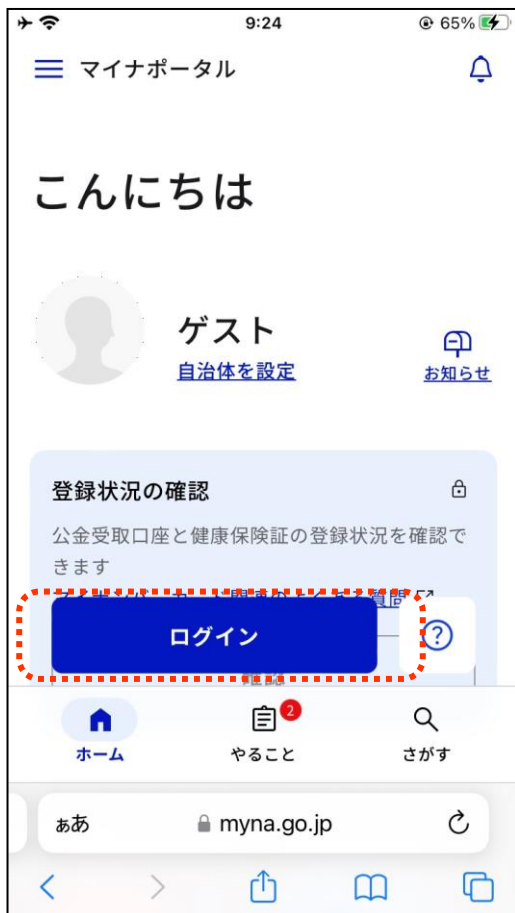 9:24
65%
マイナポータル
こんにちは
ゲスト
自治体を設定
お知らせ
登録状況の確認
公金受取口座と健康保険証の登録状況を確認で
きます
ログイン
確認
2
ホーム
やること
さがす
ぁあ
myna.go.jp